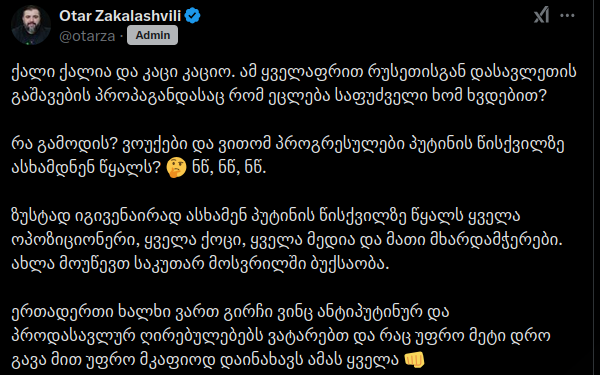 Otar Zakalashvili
@otarza · Admin
ქალი ქალია და კაცი კაციო. ამ ყველაფრით რუსეთისგან დასავლეთის
გაშავების პროპაგანდასაც რომ ეცლება საფუძველი ხომ ხვდებით?
რა გამოდის? ვოუქები და ვითომ პროგრესულები პუტინის წისქვილზე
ასხამდნენ წყალს? 🤔 ნწ, ნწ, ნწ.
ზუსტად იგივენაირად ასხამენ პუტინის წისქვილზე წყალს ყველა
ოპოზიციონერი, ყველა ქოცი, ყველა მედია და მათი მხარდამჭერები.
ახლა მოუწევთ საკუთარ მოსვრილში ბუქსაობა.
ერთადერთი ხალხი ვართ გირჩი ვინც ანტიპუტინურ და
პროდასავლურ ღირებულებებს ვატარებთ და რაც უფრო მეტი დრო
გავა მით უფრო მკაფიოდ დაინახავს ამას ყველა 👊